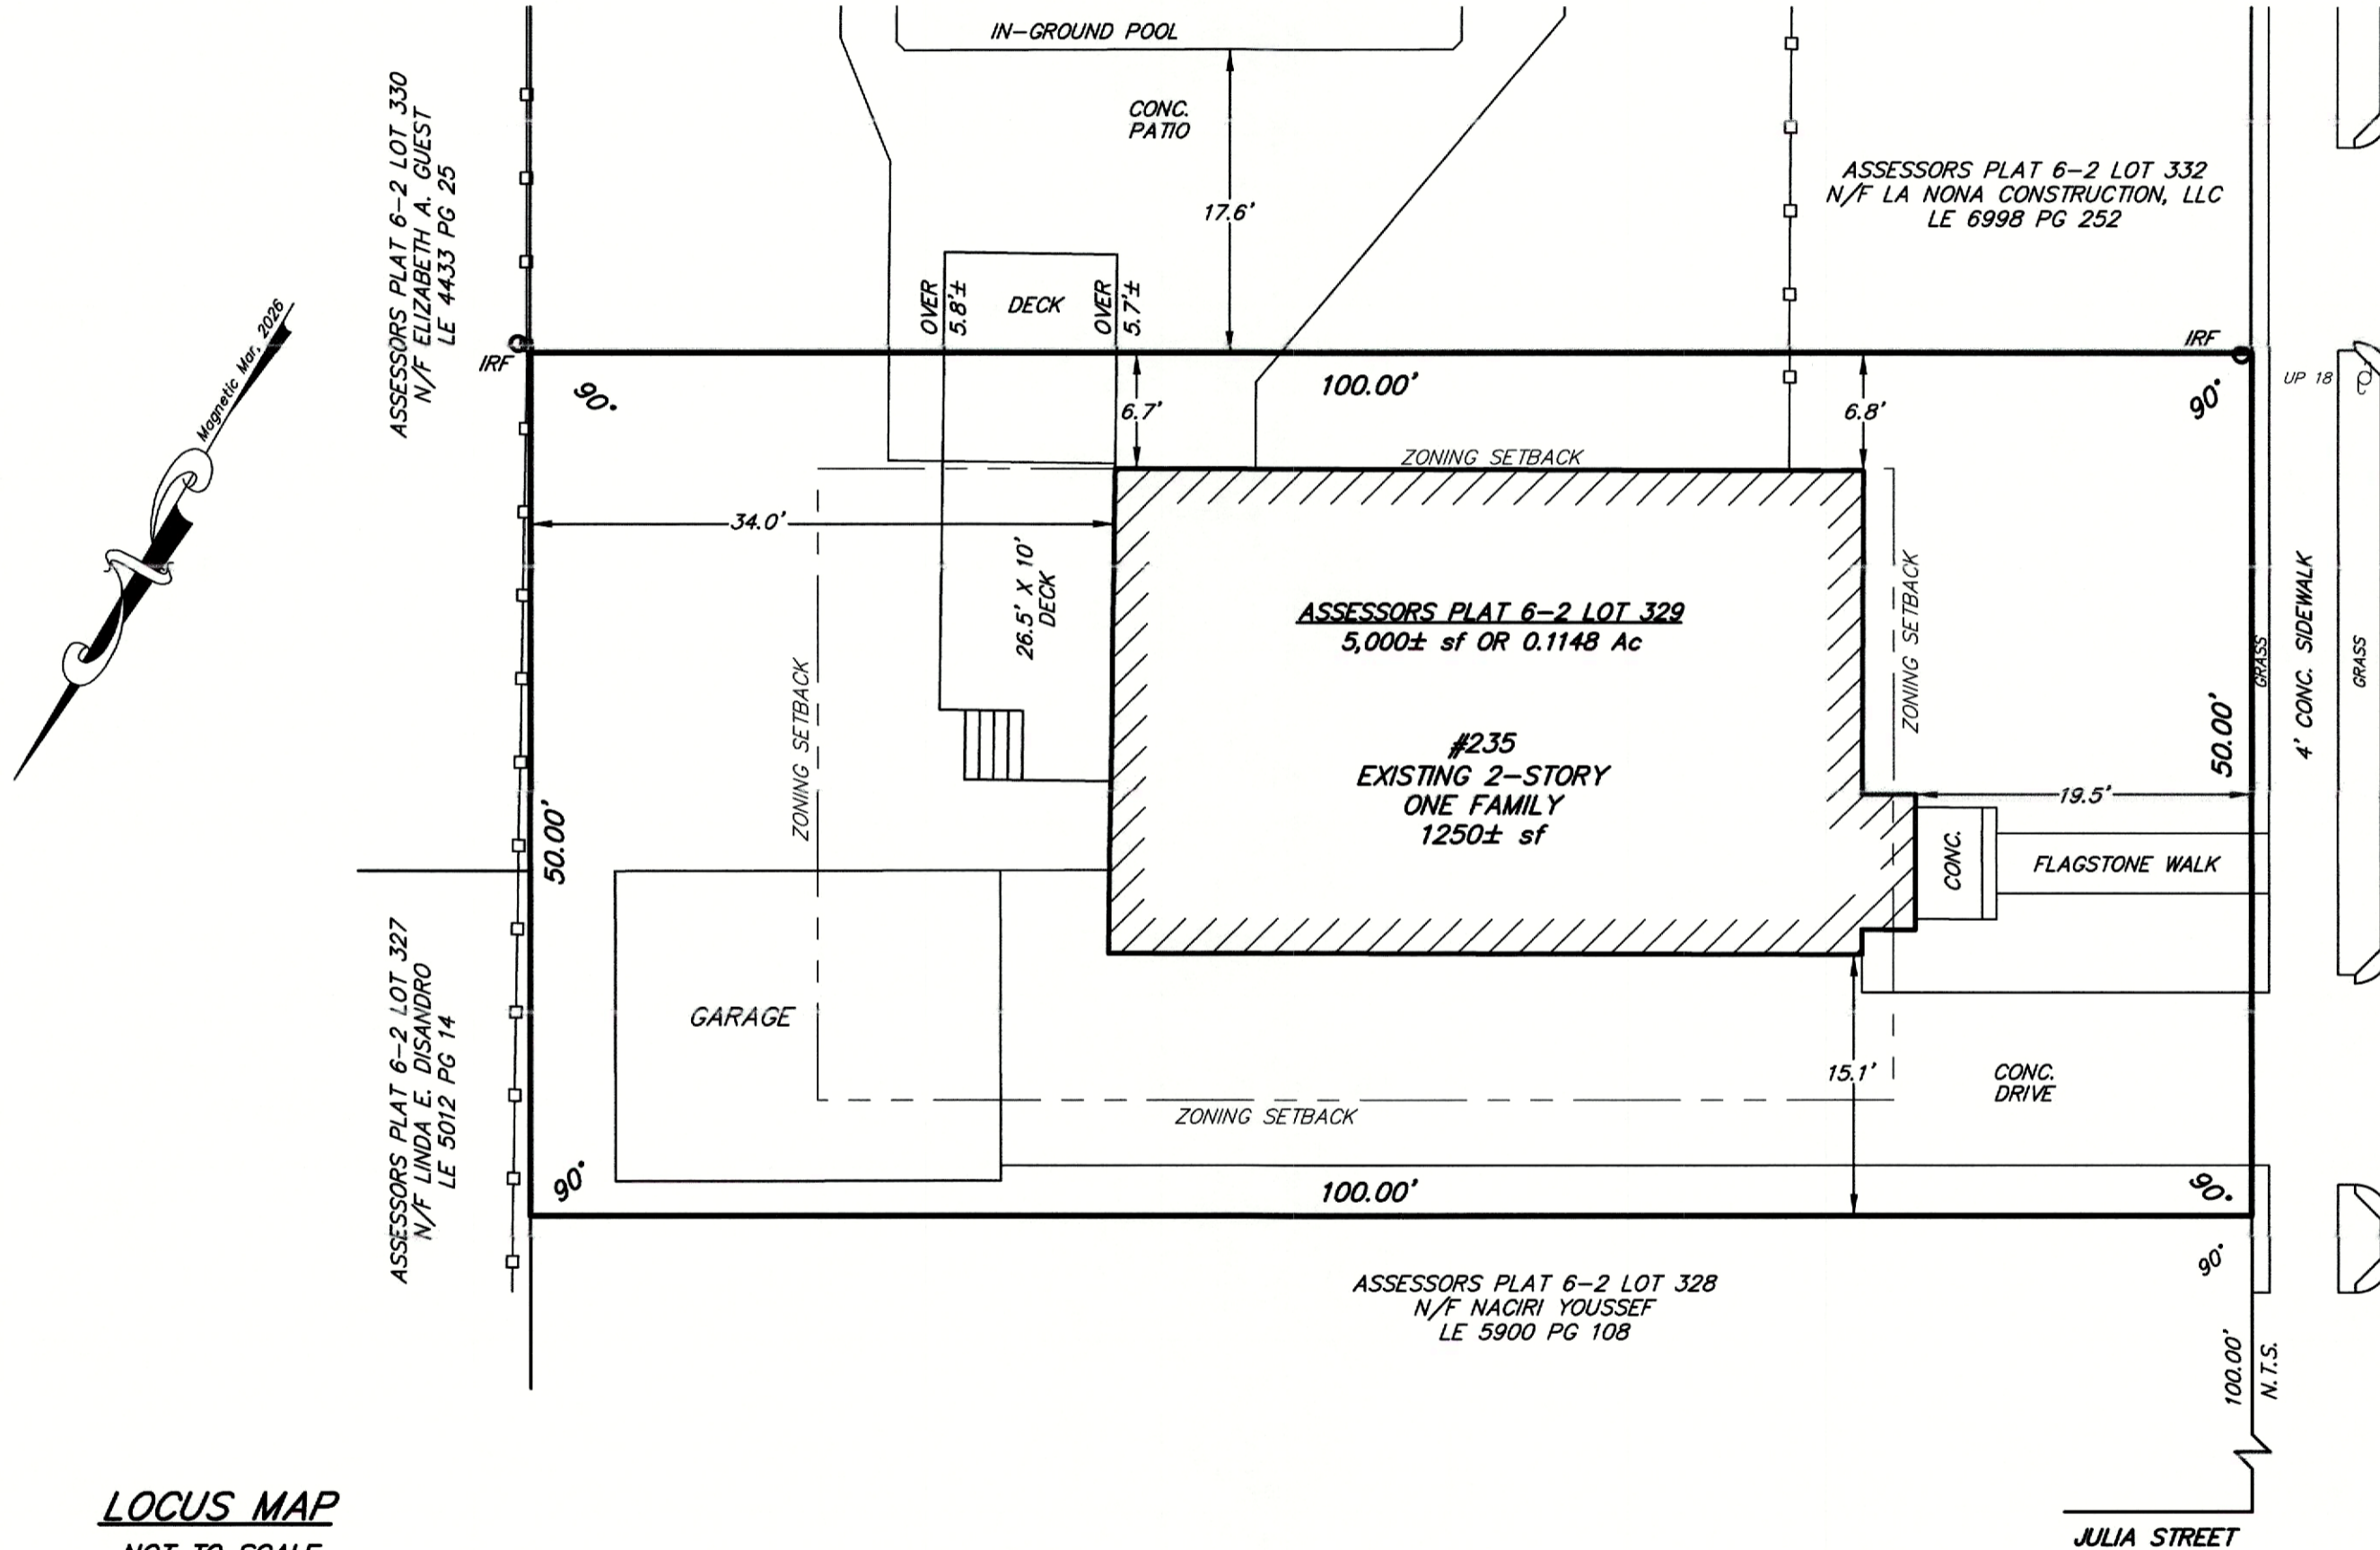 IN-GROUND POOL
CONC.
PATIO
17.6'
ASSESSORS PLAT 6-2 LOT 330
N/F ELIZABETH A. GUEST
LE 4433 PG 25
ASSESSORS PLAT 6-2 LOT 332
N/F LA NONA CONSTRUCTION, LLC
LE 6998 PG 252
Magnetic Mar, 2026
OVER
5.8'±
DECK
OVER
5.7'±
IRF
IRF
UP 18
90°
100.00'
90°
6.7'
6.8'
ZONING SETBACK
34.0'
26.5' X 10'
DECK
ZONING SETBACK
ASSESSORS PLAT 6-2 LOT 329
5,000± sf OR 0.1148 Ac
#235
EXISTING 2-STORY
ONE FAMILY
1250± sf
ZONING SETBACK
GRASS
4' CONC. SIDEWALK
GRASS
50.00'
50.00'
19.5'
CONC.
FLAGSTONE WALK
ASSESSORS PLAT 6-2 LOT 327
N/F LINDA E. DISANDRO
LE 5012 PG 14
GARAGE
15.1'
CONC.
DRIVE
ZONING SETBACK
90°
100.00'
90°
90°
ASSESSORS PLAT 6-2 LOT 328
N/F NACIRI YOUSSEF
LE 5900 PG 108
100.00'
N.T.S.
LOCUS MAP
NOT TO SCALE
JULIA STREET